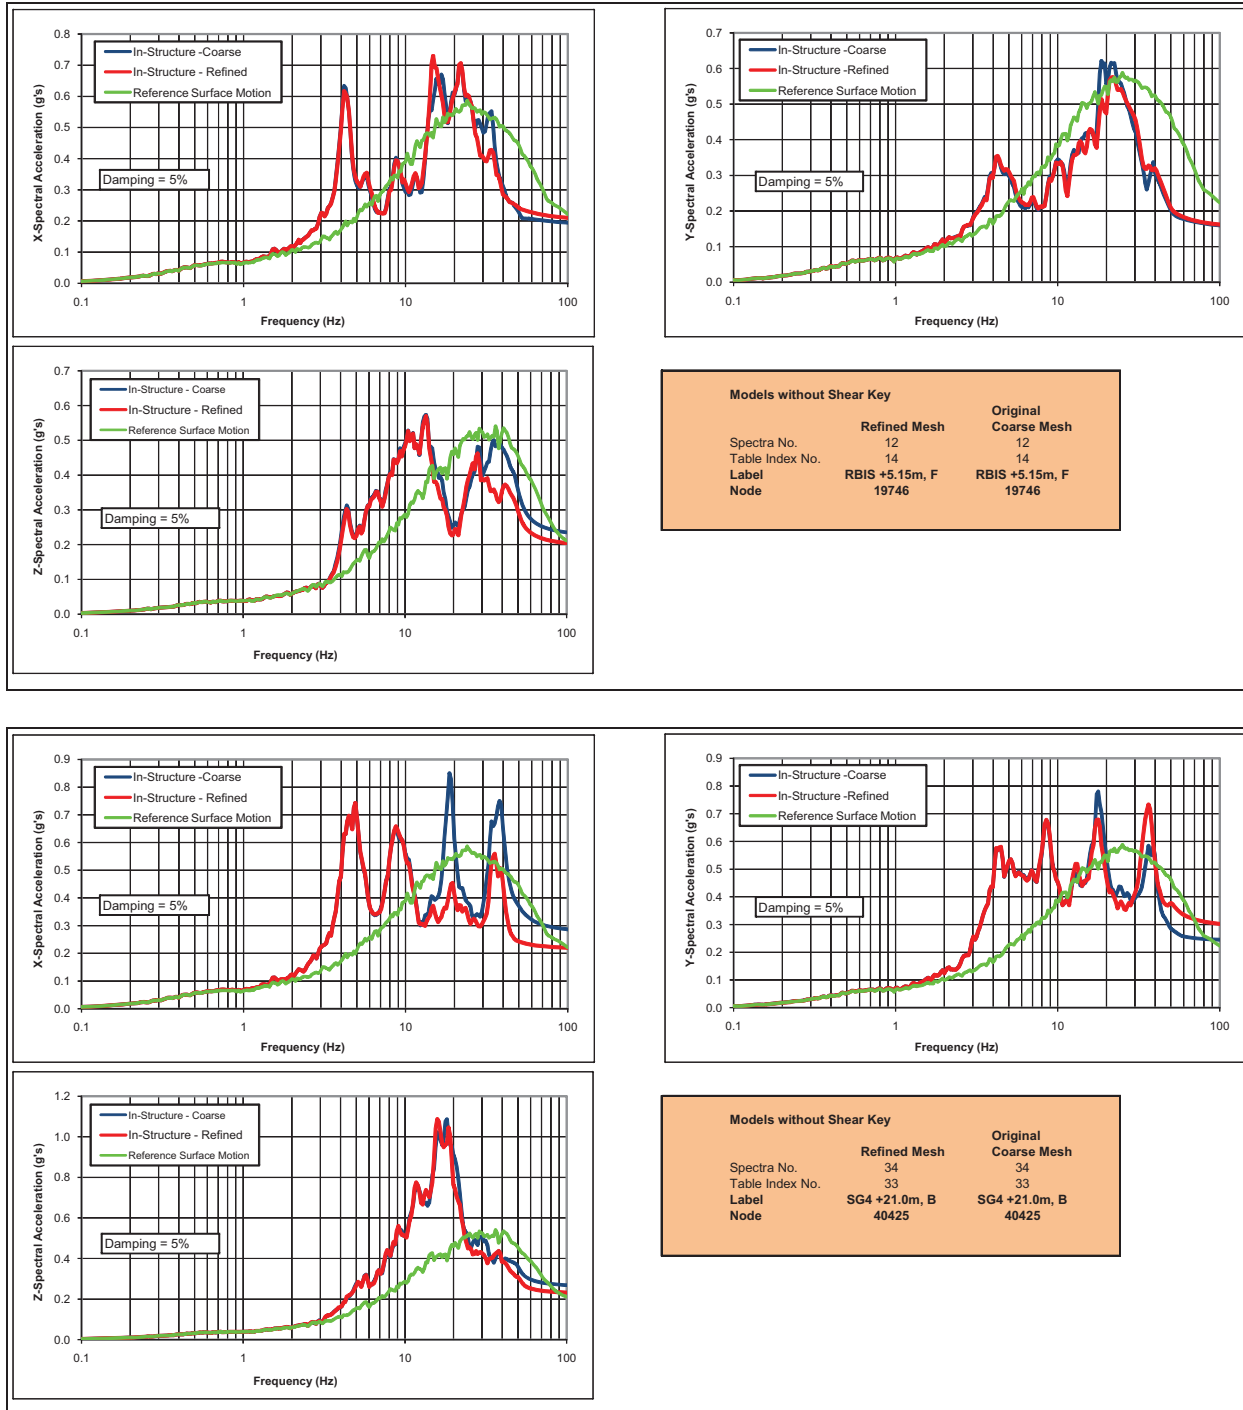 X-Spectral Acceleration (g's)
0.8
0.7
0.6
0.5
0.4
0.3
0.2
0.1
0.0
In-Structure -Coarse
In-Structure - Refined
Reference Surface Motion
Damping = 5%
0.1 1 10 100
Frequency (Hz)
Y-Spectral Acceleration (g's)
0.7
0.6
0.5
0.4
0.3
0.2
0.1
0.0
In-Structure -Coarse
In-Structure -Refined
Reference Surface Motion
Damping = 5%
0.1 1 10 100
Frequency (Hz)
Z-Spectral Acceleration (g's)
0.7
0.6
0.5
0.4
0.3
0.2
0.1
0.0
In-Structure - Coarse
In-Structure - Refined
Reference Surface Motion
Damping = 5%
0.1 1 10 100
Frequency (Hz)
Models without Shear Key
Original
Refined Mesh Coarse Mesh
Spectra No. 12 12
Table Index No. 14 14
Label RBIS +5.15m, F RBIS +5.15m, F
Node 19746 19746
X-Spectral Acceleration (g's)
0.9
0.8
0.7
0.6
0.5
0.4
0.3
0.2
0.1
0.0
In-Structure -Coarse
In-Structure - Refined
Reference Surface Motion
Damping = 5%
0.1 1 10 100
Frequency (Hz)
Y-Spectral Acceleration (g's)
0.9
0.8
0.7
0.6
0.5
0.4
0.3
0.2
0.1
0.0
In-Structure -Coarse
In-Structure -Refined
Reference Surface Motion
Damping = 5%
0.1 1 10 100
Frequency (Hz)
Z-Spectral Acceleration (g's)
1.2
1.0
0.8
0.6
0.4
0.2
0.0
In-Structure - Coarse
In-Structure - Refined
Reference Surface Motion
Damping = 5%
0.1 1 10 100
Frequency (Hz)
Models without Shear Key
Original
Refined Mesh Coarse Mesh
Spectra No. 34 34
Table Index No. 33 33
Label SG4 +21.0m, B SG4 +21.0m, B
Node 40425 40425